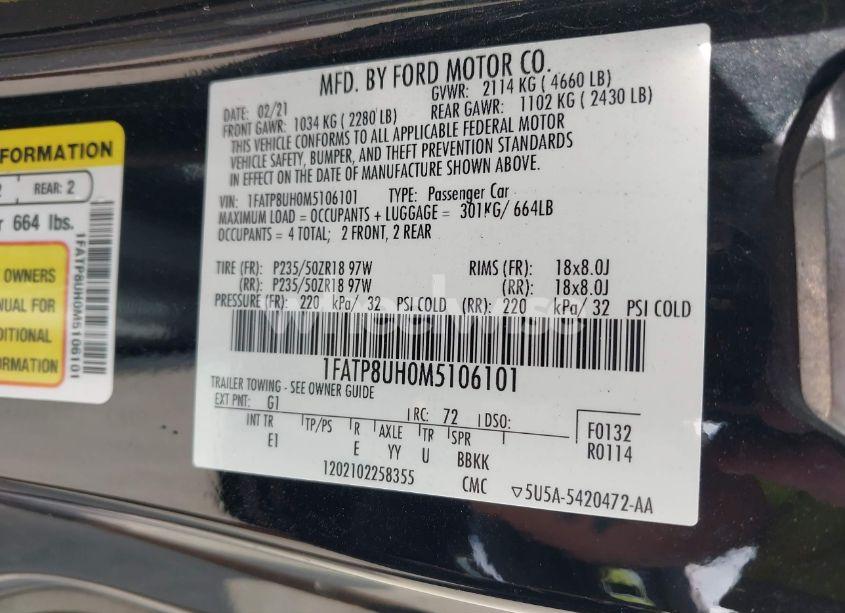 MFD. BY FORD MOTOR CO.
DATE: 02/21 GVWR: 2114 KG ( 4660 LB)
FRONT GAWR: 1034 KG ( 2280 LB) REAR GAWR: 1102 KG ( 2430 LB)
THIS VEHICLE CONFORMS TO ALL APPLICABLE FEDERAL MOTOR
VEHICLE SAFETY, BUMPER, AND THEFT PREVENTION STANDARDS
IN EFFECT ON THE DATE OF MANUFACTURE SHOWN ABOVE.
VIN: 1FATP8UH0M5106101 TYPE: Passenger Car
MAXIMUM LOAD = OCCUPANTS + LUGGAGE = 301KG/ 664LB
OCCUPANTS = 4 TOTAL; 2 FRONT, 2 REAR
TIRE (FR): P235/50ZR18 97W RIMS (FR): 18x8.0J
(RR): P235/50ZR18 97W (RR): 18x8.0J
PRESSURE (FR): 220 kPa/ 32 PSI COLD (RR): 220 kPa/ 32 PSI COLD
1FATP8UH0M5106101
TRAILER TOWING - SEE OWNER GUIDE
EXT PNT: G1 RC: 72 DSO: F0132
INT TR TP/PS R AXLE TR SPR R0114
E1 E YY U BBKK
1202102258355 CMC ▽5U5A-5420472-AA
FORMATION
2 REAR: 2
r 664 lbs.
1FATP8UH0M5106101
OWNERS
NUAL FOR
DITIONAL
FORMATION